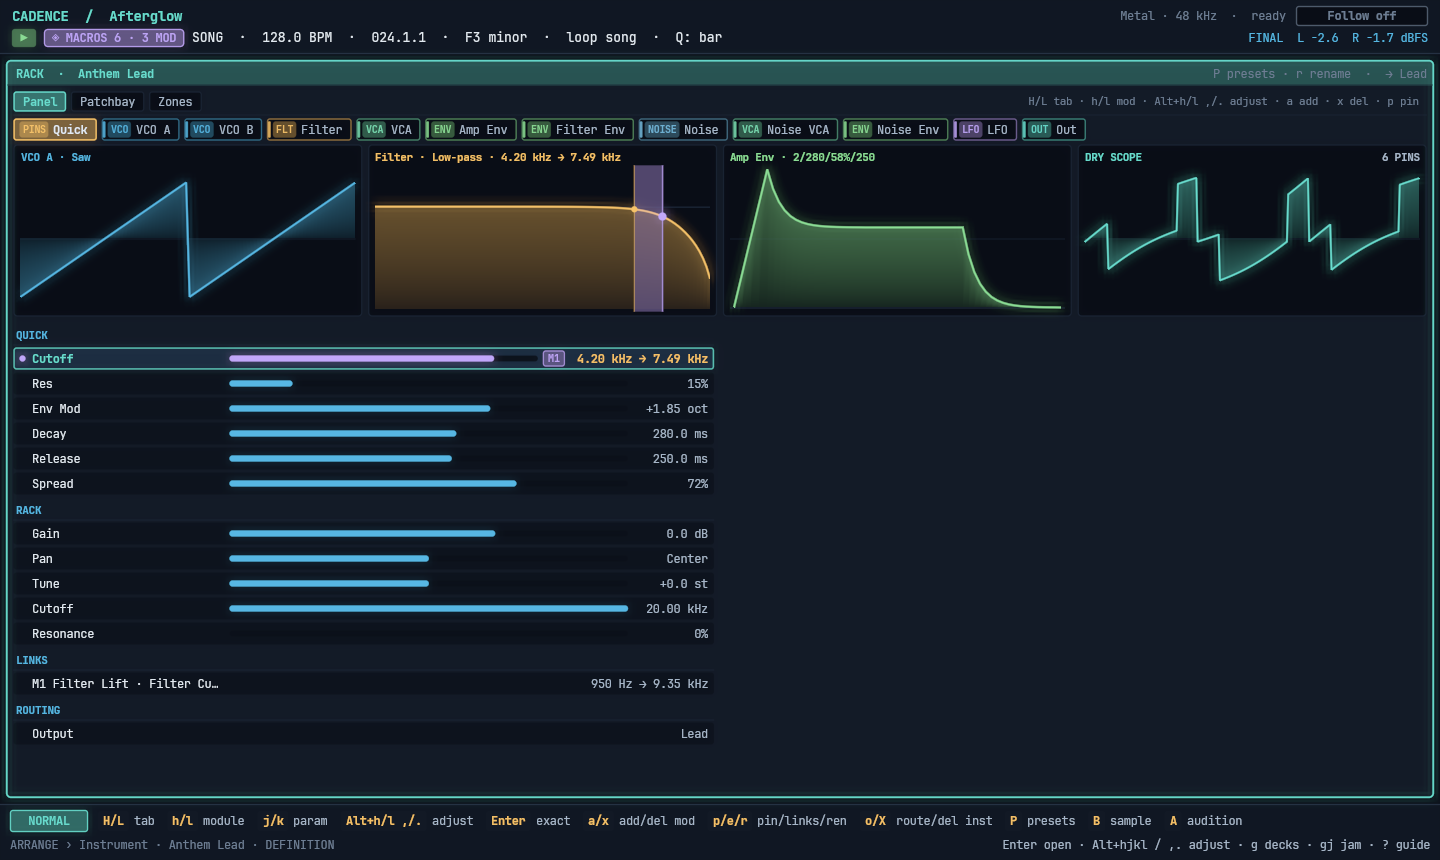 CADENCE / Afterglow
Metal · 48 kHz · ready Follow off
▶ ◈ MACROS 6 · 3 MOD SONG · 128.0 BPM · 024.1.1 · F3 minor · loop song · Q: bar
FINAL L -2.6 R -1.7 dBFS
RACK · Anthem Lead
P presets · r rename · → Lead
Panel Patchbay Zones
H/L tab · h/l mod · Alt+h/l ,/. adjust · a add · x del · p pin
PINS Quick VCO VCO A VCO VCO B FLT Filter VCA VCA ENV Amp Env ENV Filter Env NOISE Noise VCA Noise VCA ENV Noise Env LFO LFO OUT Out
VCO A · Saw
Filter · Low-pass · 4.20 kHz → 7.49 kHz
Amp Env · 2/280/58%/250
DRY SCOPE 6 PINS
QUICK
Cutoff M1 4.20 kHz → 7.49 kHz
Res 15%
Env Mod +1.85 oct
Decay 280.0 ms
Release 250.0 ms
Spread 72%
RACK
Gain 0.0 dB
Pan Center
Tune +0.0 st
Cutoff 20.00 kHz
Resonance 0%
LINKS
M1 Filter Lift · Filter Cu… 950 Hz → 9.35 kHz
ROUTING
Output Lead
NORMAL H/L tab h/l module j/k param Alt+h/l ,/. adjust Enter exact a/x add/del mod p/e/r pin/links/ren o/X route/del inst P presets B sample A audition
ARRANGE › Instrument · Anthem Lead · DEFINITION
Enter open · Alt+hjkl / ,. adjust · g decks · gj jam · ? guide